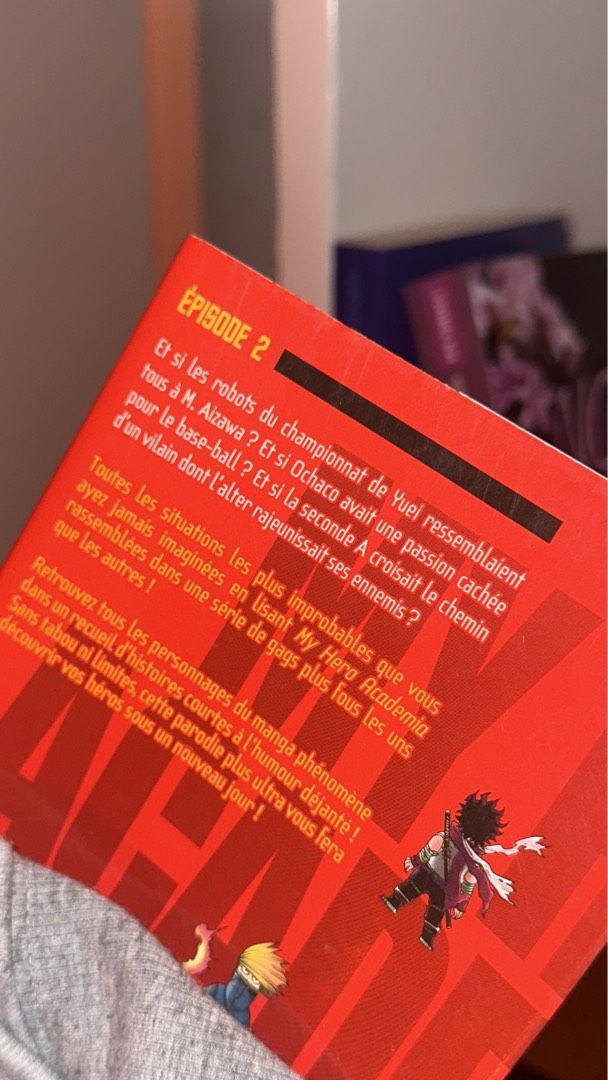 ÉPISODE 2
Et si les robots du championnat de Yuei ressemblaient
tous à M. Aizawa ? Et si Ochaco avait une passion cachée
pour le base-ball ? Et si la seconde A croisait le chemin
d'un vilain dont l'alter rajeunissait ses ennemis ?
Toutes les situations les plus improbables que vous
ayez jamais imaginées en lisant My Hero Academia
rassemblées dans une série de gags plus fous les uns
que les autres !
Retrouvez tous les personnages du manga phénomène
dans un recueil d'histoires courtes à l'humour déjanté !
Sans tabou ni limites, cette parodie plus ultra vous fera
découvrir vos héros sous un nouveau jour !
MY
ACAD